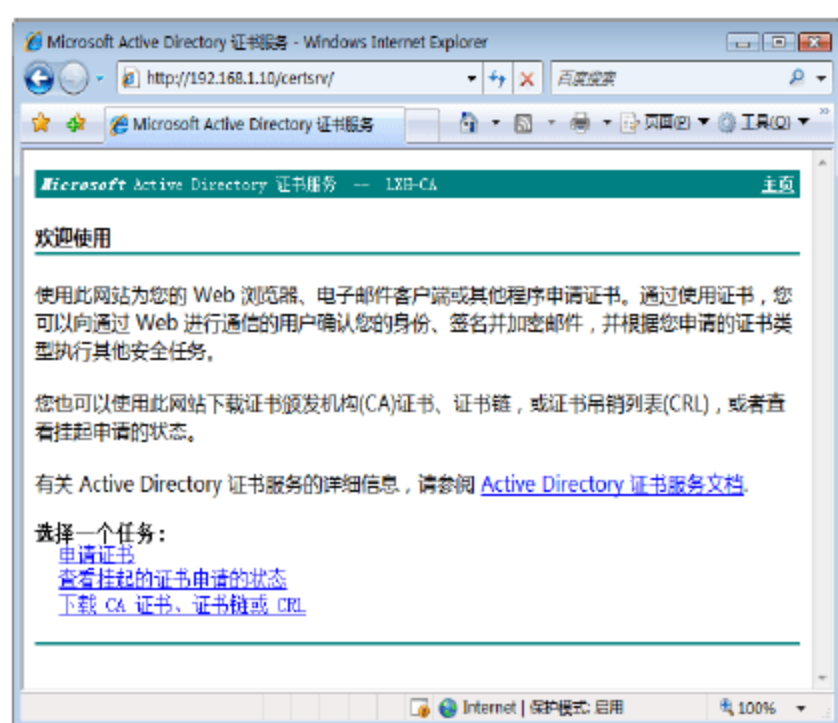 Microsoft Active Directory 证书服务 - Windows Internet Explorer
http://192.168.1.10/certsrv/ 百度搜索
Microsoft Active Directory 证书服务 页面(P) 工具(O)
Microsoft Active Directory 证书服务 -- LXH-CA 主页
欢迎使用
使用此网站为您的 Web 浏览器、电子邮件客户端或其他程序申请证书。通过使用证书，您
可以向通过 Web 进行通信的用户确认您的身份、签名并加密邮件，并根据您申请的证书类
型执行其他安全任务。
您也可以使用此网站下载证书颁发机构(CA)证书、证书链，或证书吊销列表(CRL)，或者查
看挂起申请的状态。
有关 Active Directory 证书服务的详细信息，请参阅 Active Directory 证书服务文档.
选择一个任务：
申请证书
查看挂起的证书申请的状态
下载 CA 证书、证书链或 CRL
Internet | 保护模式: 启用 100%